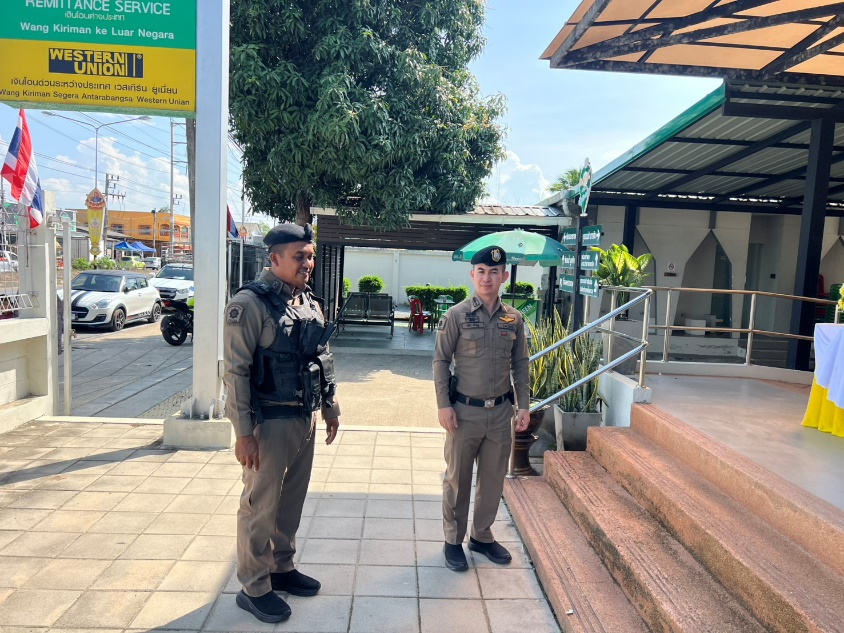 REMITTANCE SERVICE
เงินโอนต่างประเทศ
Wang Kiriman ke Luar Negara
WESTERN
UNION
เงินโอนด่วนระหว่างประเทศ เวสเทิร์น ยูเนี่ยน
Wang Kiriman Segera Antarabangsa Western Union